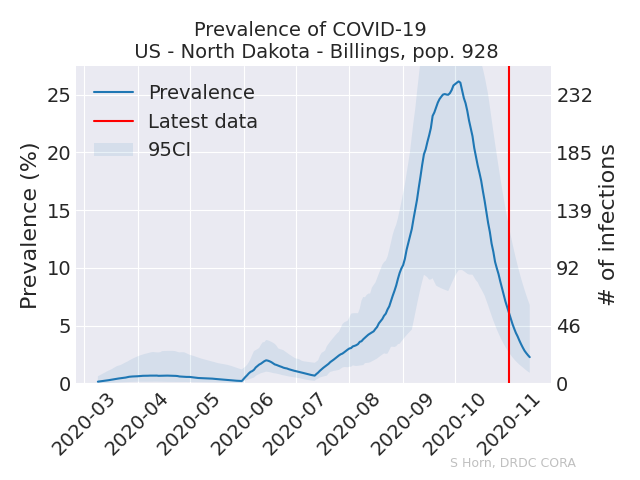 Prevalence of COVID-19
US - North Dakota - Billings, pop. 928
Prevalence
Latest data
95CI
Prevalence (%)
25
20
15
10
5
0
232
185
139
92
46
0
# of infections
2020-03
2020-04
2020-05
2020-06
2020-07
2020-08
2020-09
2020-10
2020-11
S Horn, DRDC CORA